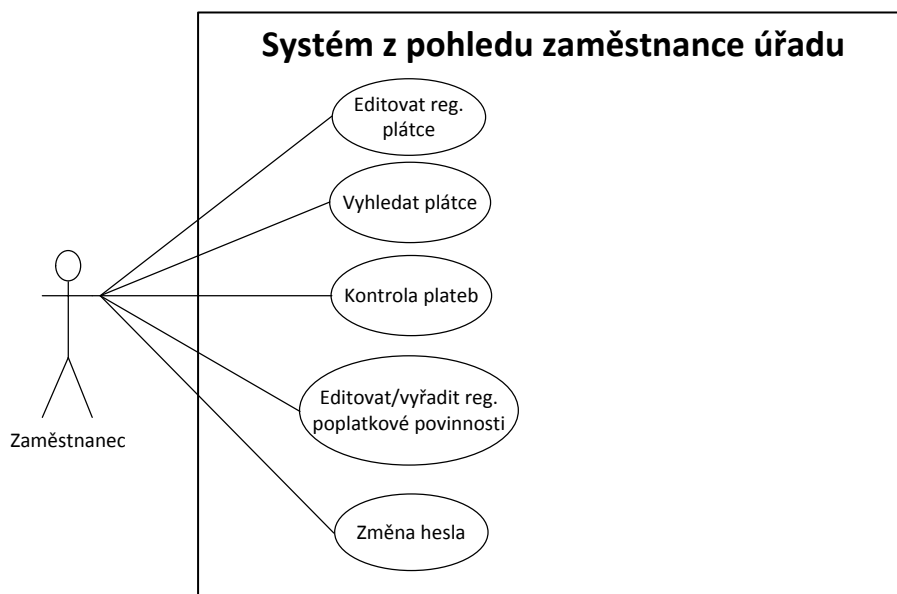 Systém z pohledu zaměstnance úřadu
Editovat reg.
plátce
Vyhledat plátce
Kontrola plateb
Editovat/vyřadit reg.
poplatkové povinnosti
Zaměstnanec
Změna hesla